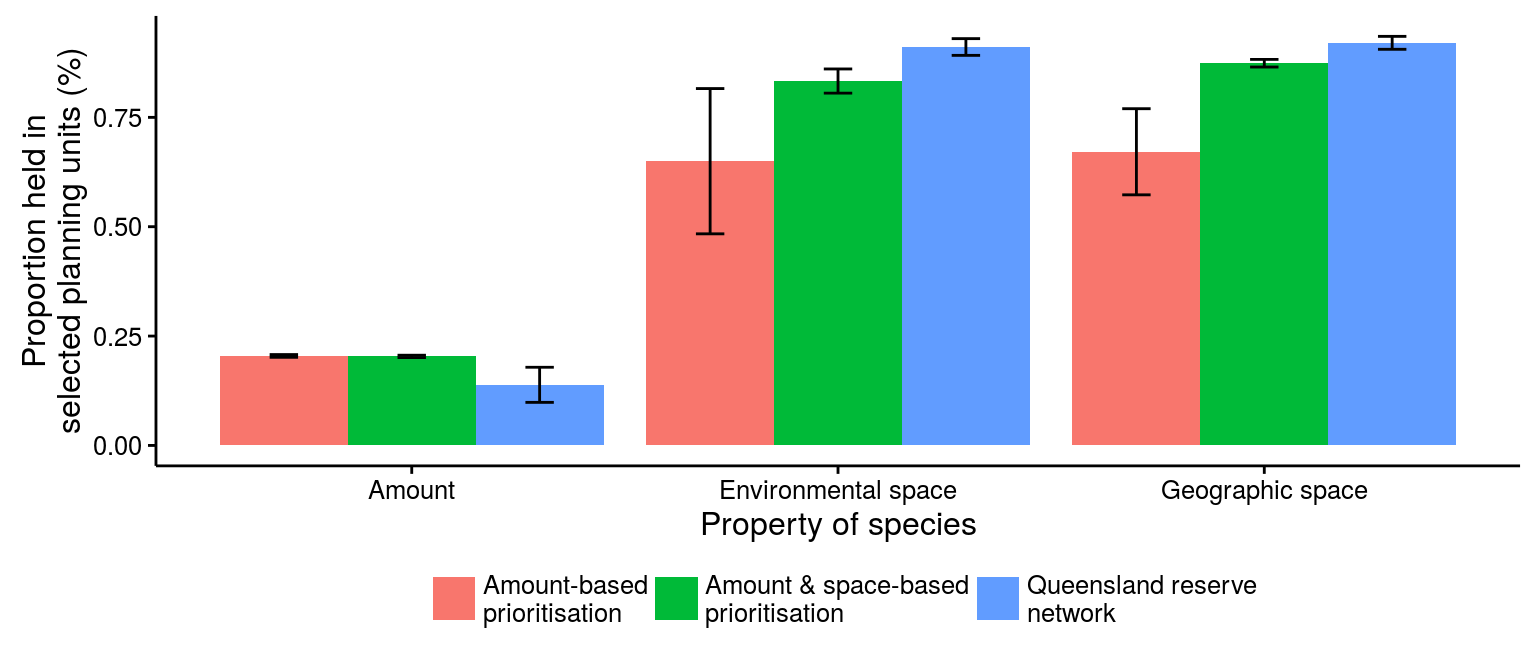 Proportion held in
selected planning units (%)
0.75
0.50
0.25
0.00
Amount
Environmental space
Geographic space
Property of species
Amount-based
prioritisation
Amount & space-based
prioritisation
Queensland reserve
network